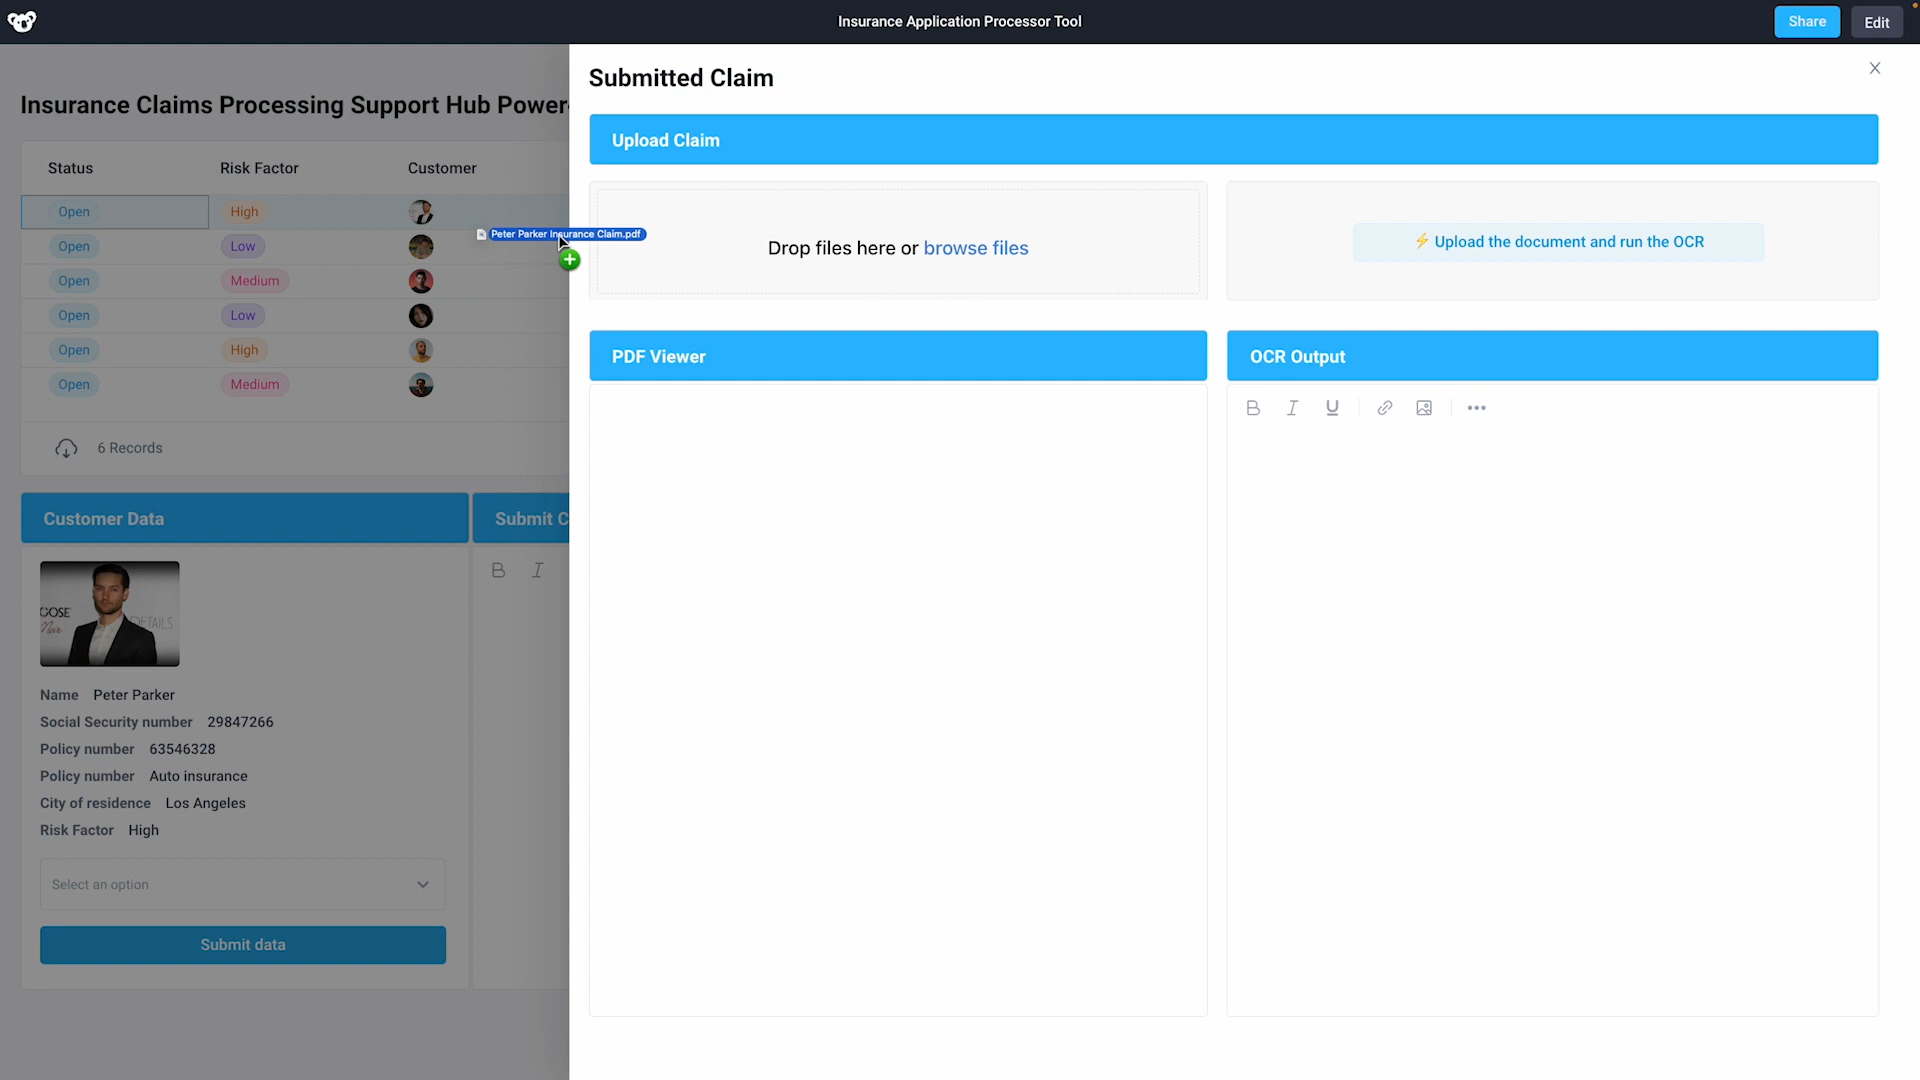 Insurance Application Processor Tool
Share
Edit
Insurance Claims Processing Support Hub Power
Status Risk Factor Customer
Open High
Open Low
Open Medium
Open Low
Open High
Open Medium
6 Records
Customer Data
Submit C
B I
GOOSE
Noir
DETAILS
Name Peter Parker
Social Security number 29847266
Policy number 63546328
Policy number Auto insurance
City of residence Los Angeles
Risk Factor High
Select an option
Submit data
Submitted Claim
Upload Claim
Peter Parker Insurance Claim.pdf
Drop files here or browse files
⚡ Upload the document and run the OCR
PDF Viewer
OCR Output
B I U